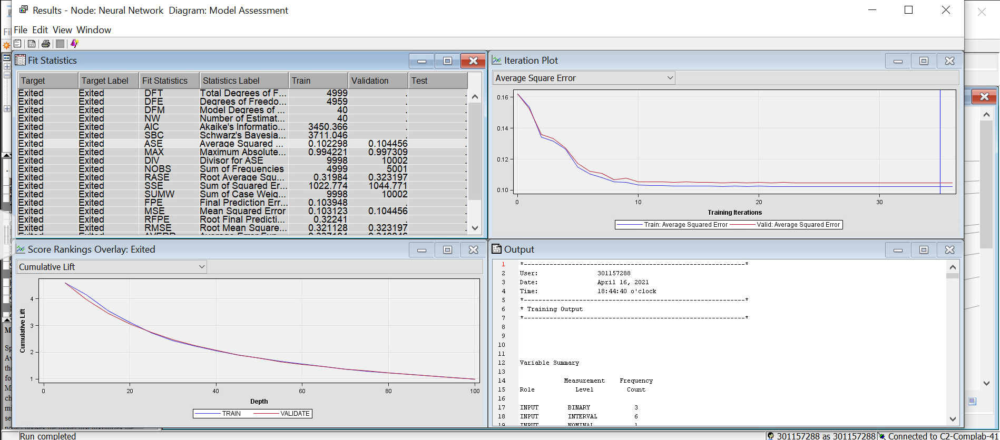 Results - Node: Neural Network Diagram: Model Assessment
File Edit View Window
Fit Statistics
Target Target Label Fit Statistics Statistics Label Train Validation Test
Exited Exited DFT Total Degrees of F... 4999 . .
Exited Exited DFE Degrees of Freedo... 4959 . .
Exited Exited DFM Model Degrees of ... 40 . .
Exited Exited NW Number of Estimat... 40 . .
Exited Exited AIC Akaike's Informatio... 3450.366 . .
Exited Exited SBC Schwarz's Bayesia... 3711.046 . .
Exited Exited ASE Average Squared ... 0.102298 0.104456 .
Exited Exited MAX Maximum Absolute... 0.994221 0.997309 .
Exited Exited DIV Divisor for ASE 9998 10002 .
Exited Exited NOBS Sum of Frequencies 4999 5001 .
Exited Exited RASE Root Average Squ... 0.31984 0.323197 .
Exited Exited SSE Sum of Squared Er... 1022.774 1044.771 .
Exited Exited SUMW Sum of Case Weig... 9998 10002 .
Exited Exited FPE Final Prediction Err... 0.103948 . .
Exited Exited MSE Mean Squared Error 0.103123 0.104456 .
Exited Exited RFPE Root Final Predicti... 0.32241 . .
Exited Exited RMSE Root Mean Square... 0.321128 0.323197 .
Iteration Plot
Average Square Error
0.16
0.14
0.12
0.10
0 10 20 30
Training Iterations
Train: Average Squared Error Valid: Average Squared Error
Score Rankings Overlay: Exited
Cumulative Lift
Cumulative Lift
4
3
2
1
0 20 40 60 80 100
Depth
TRAIN VALIDATE
Output
1 *------------------------------------------------------------*
2 User: 301157288
3 Date: April 16, 2021
4 Time: 18:44:40 o'clock
5 *------------------------------------------------------------*
6 * Training Output
7 *------------------------------------------------------------*
8
9
10
11
12 Variable Summary
13
14 Measurement Frequency
15 Role Level Count
16
17 INPUT BINARY 3
18 INPUT INTERVAL 6
19 INPUT NOMINAL 1
Run completed
301157288 as 301157288 Connected to C2-Complab-41